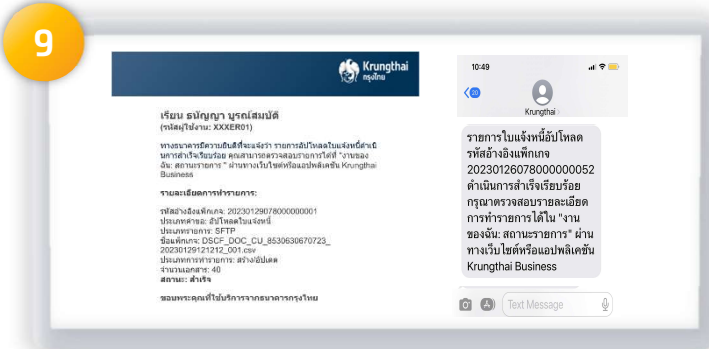 9
Krungthai
กรุงไทย
เรียน ธนัญญา บูรณ์สมบัติ
(รหัสผู้ใช้งาน: XXXER01)
ทางธนาคารมีความยินดีที่จะแจ้งว่า รายการอัปโหลดใบแจ้งหนี้ดำเนิ
นการสำเร็จเรียบร้อย คุณสามารถตรวจสอบรายการได้ที่ "งานของ
ฉัน: สถานะรายการ " ผ่านทางเว็บไซต์หรือแอปพลิเคชัน Krungthai
Business
รายละเอียดการทำรายการ:
รหัสอ้างอิงแพ็กเกจ: 20230129078000000001
ประเภทคำขอ: อัปโหลดใบแจ้งหนี้
ประเภทรายการ: SFTP
ชื่อแพ็กเกจ: DSCF_DOC_CU_8530630670723_
20230129121212_001.csv
ประเภทการทำรายการ: สร้าง/อัปเดต
จำนวนเอกสาร: 40
สถานะ: สำเร็จ
ขอบพระคุณที่ใช้บริการจากธนาคารกรุงไทย
10:49
20
Krungthai
รายการใบแจ้งหนี้อัปโหลด
รหัสอ้างอิงแพ็กเกจ
20230126078000000052
ดำเนินการสำเร็จเรียบร้อย
กรุณาตรวจสอบรายละเอียด
การทำรายการได้ใน "งาน
ของฉัน: สถานะรายการ" ผ่าน
ทางเว็บไซต์หรือแอปพลิเคชัน
Krungthai Business
Text Message